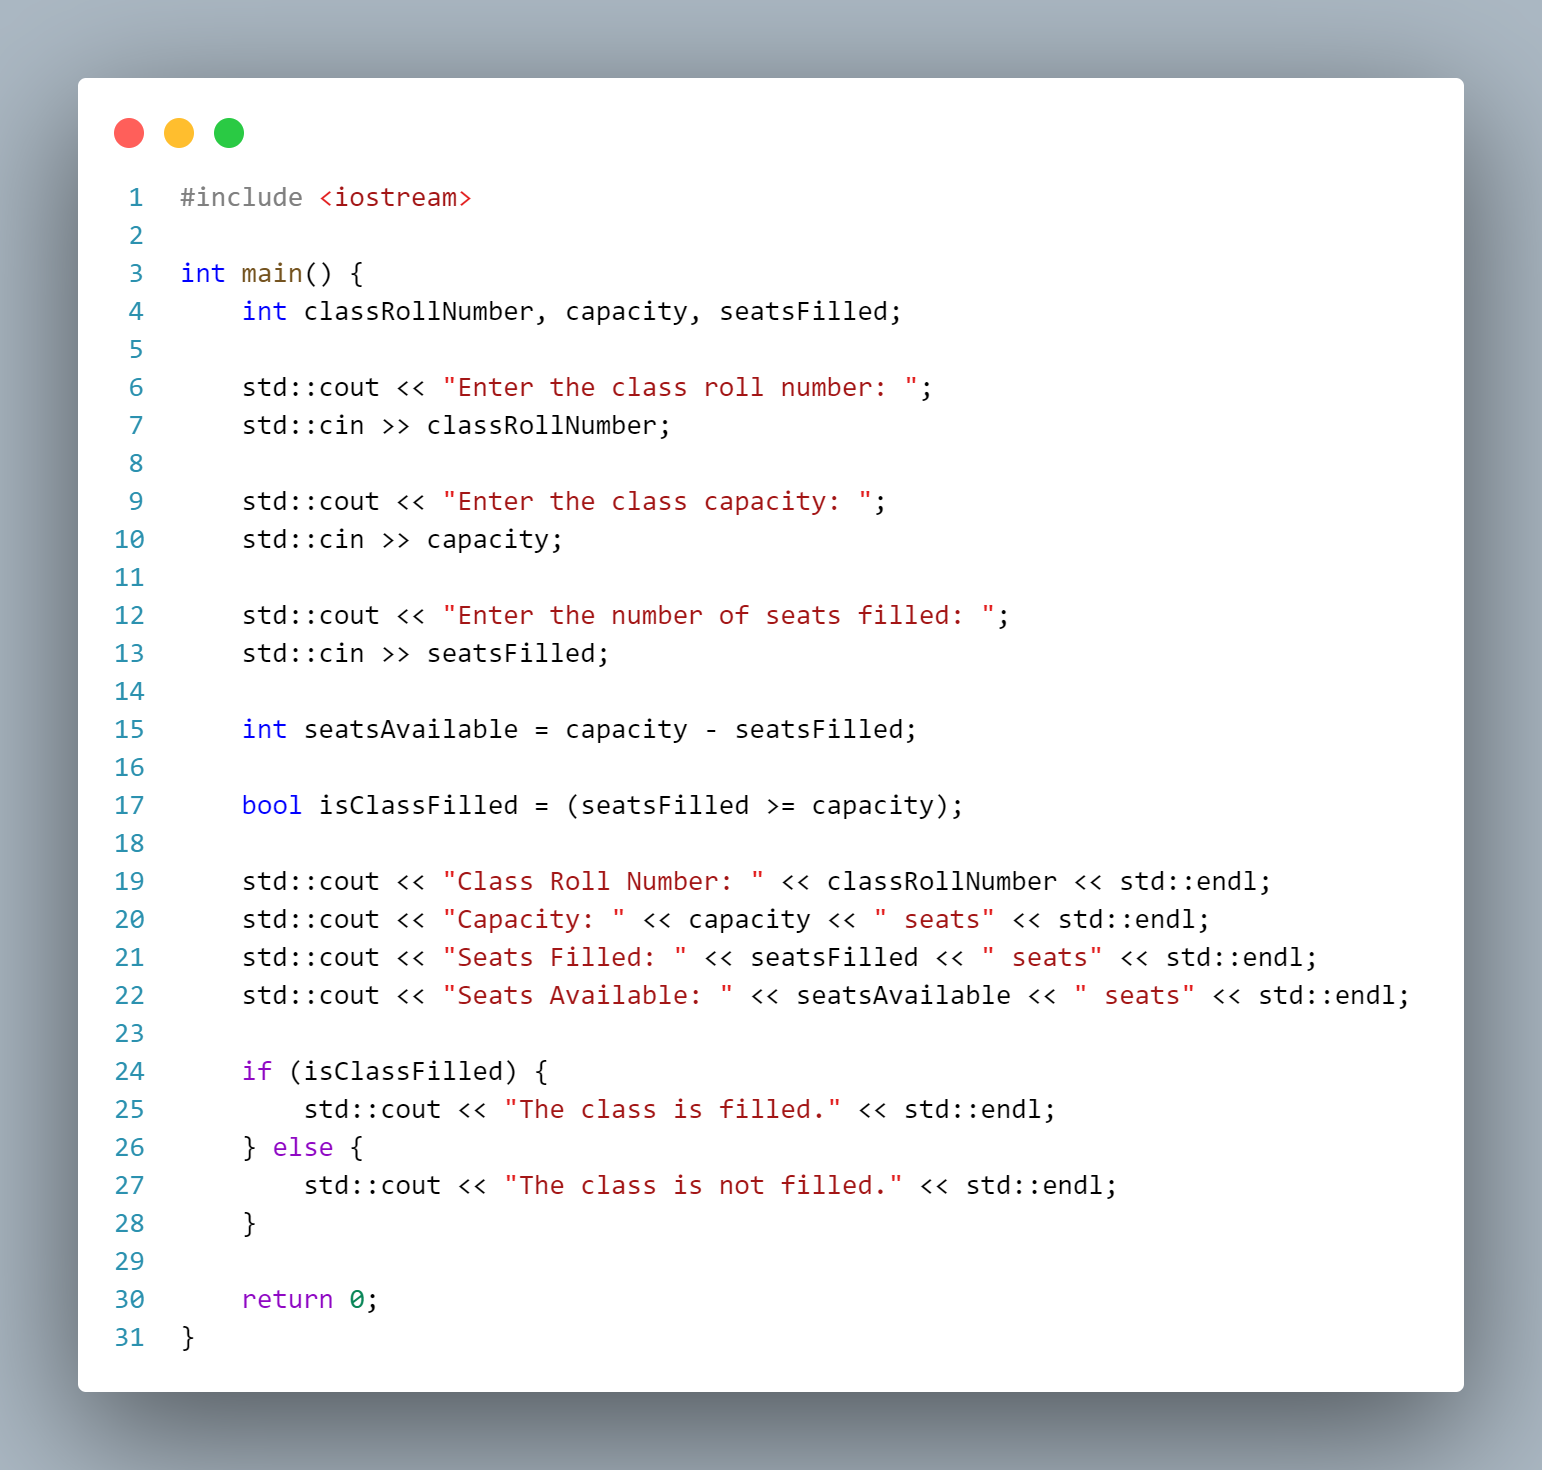 1 #include <iostream>
2
3 int main() {
4     int classRollNumber, capacity, seatsFilled;
5
6     std::cout << "Enter the class roll number: ";
7     std::cin >> classRollNumber;
8
9     std::cout << "Enter the class capacity: ";
10     std::cin >> capacity;
11
12     std::cout << "Enter the number of seats filled: ";
13     std::cin >> seatsFilled;
14
15     int seatsAvailable = capacity - seatsFilled;
16
17     bool isClassFilled = (seatsFilled >= capacity);
18
19     std::cout << "Class Roll Number: " << classRollNumber << std::endl;
20     std::cout << "Capacity: " << capacity << " seats" << std::endl;
21     std::cout << "Seats Filled: " << seatsFilled << " seats" << std::endl;
22     std::cout << "Seats Available: " << seatsAvailable << " seats" << std::endl;
23
24     if (isClassFilled) {
25         std::cout << "The class is filled." << std::endl;
26     } else {
27         std::cout << "The class is not filled." << std::endl;
28     }
29
30     return 0;
31 }